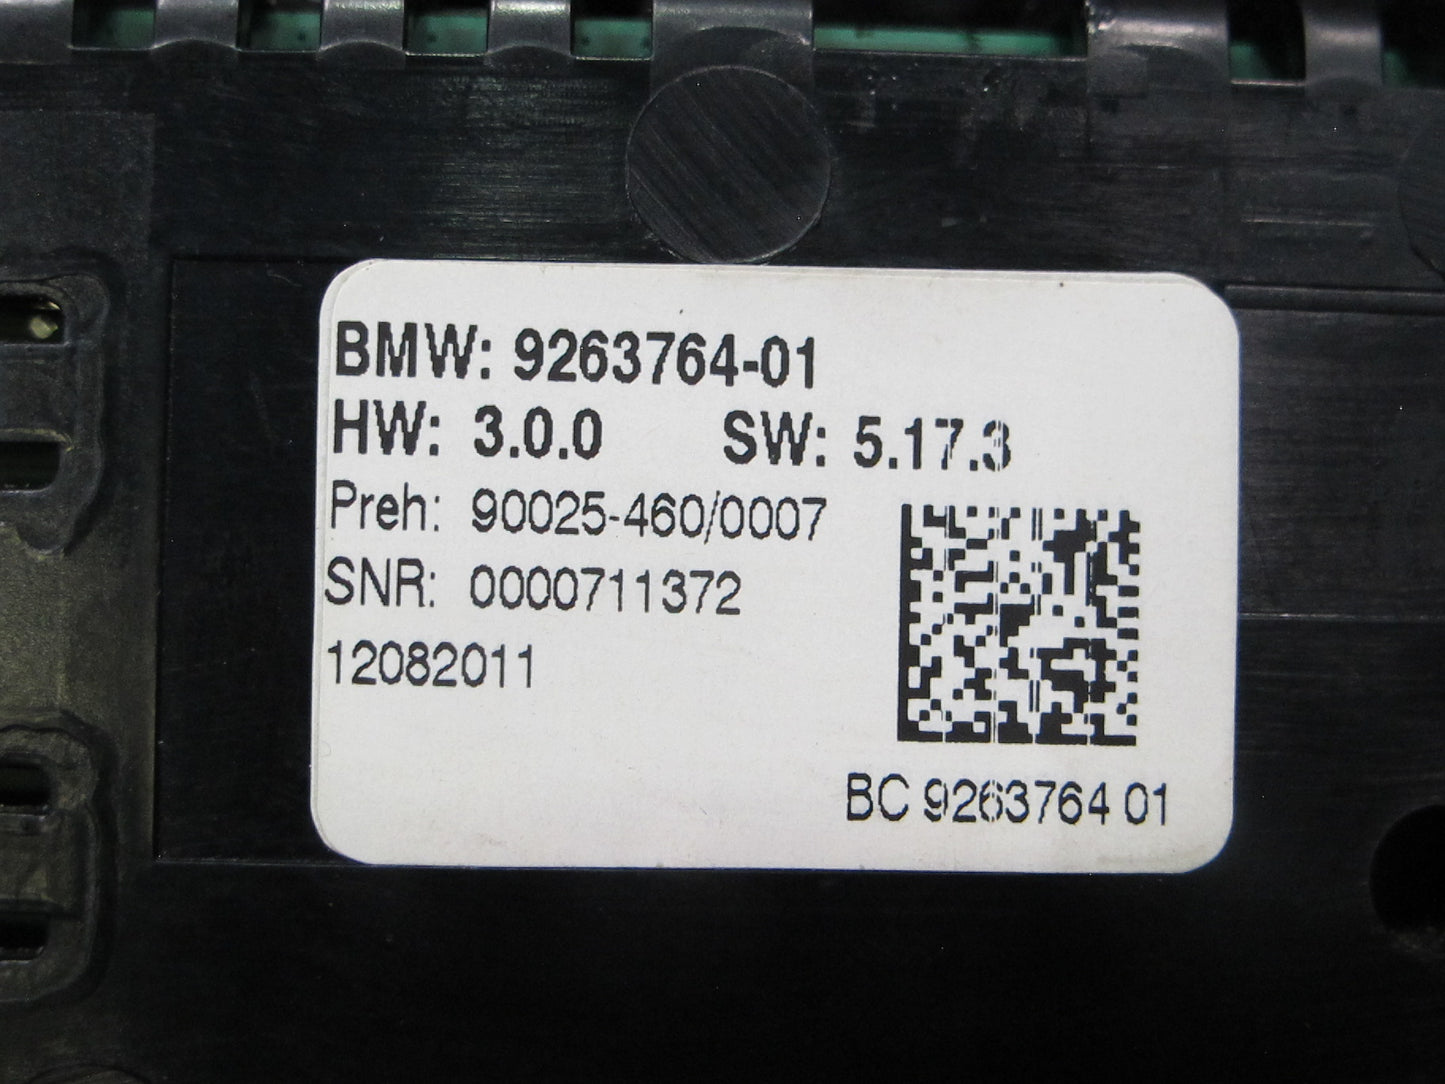 BMW: 9263764-01
HW: 3.0.0 SW: 5.17.3
Preh: 90025-460/0007
SNR: 0000711372
12082011
BC 9263764 01